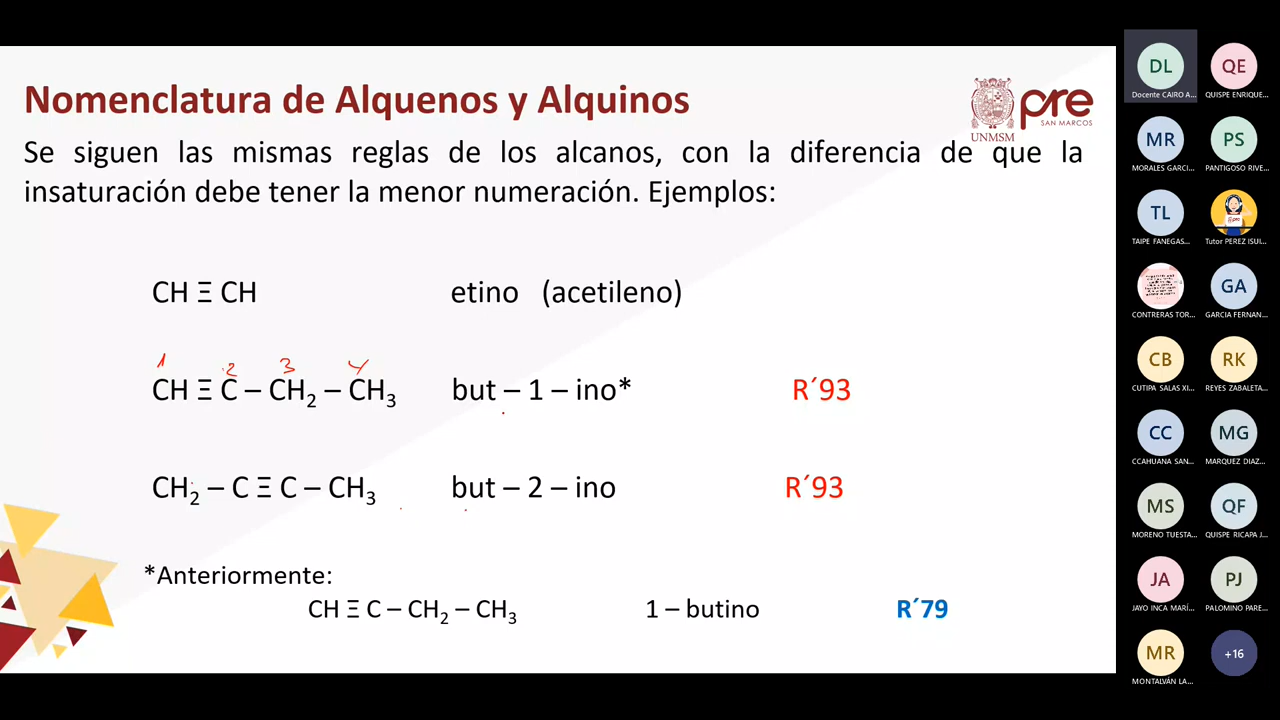 Nomenclatura de Alquenos y Alquinos
UNMSM
pre
SAN MARCOS
Se siguen las mismas reglas de los alcanos, con la diferencia de que la
insaturación debe tener la menor numeración. Ejemplos:
CH Ξ CH etino (acetileno)
1 2 3 4
CH Ξ C – CH₂ – CH₃ but – 1 – ino* R´93
CH₂ – C Ξ C – CH₃ but – 2 – ino R´93
*Anteriormente:
CH Ξ C – CH₂ – CH₃ 1 – butino R´79
DL QE
Docente CAIRO A... QUISPE ENRIQUE...
MR PS
MORALES GARCI... PANTIGOSO RIVE...
TL
TAIPE FANEGAS... Tutor PEREZ ISUI...
GA
CONTRERAS TOR... GARCIA FERNAN...
CB RK
CUTIPA SALAS XI... REYES ZABALETA...
CC MG
CCAHUANA SAN... MARQUEZ DIAZ...
MS QF
MORENO TUESTA... QUISPE RICAPA J...
JA PJ
JAYO INCA MARÍ... PALOMINO PARE...
MR +16
MONTALVÁN LA...